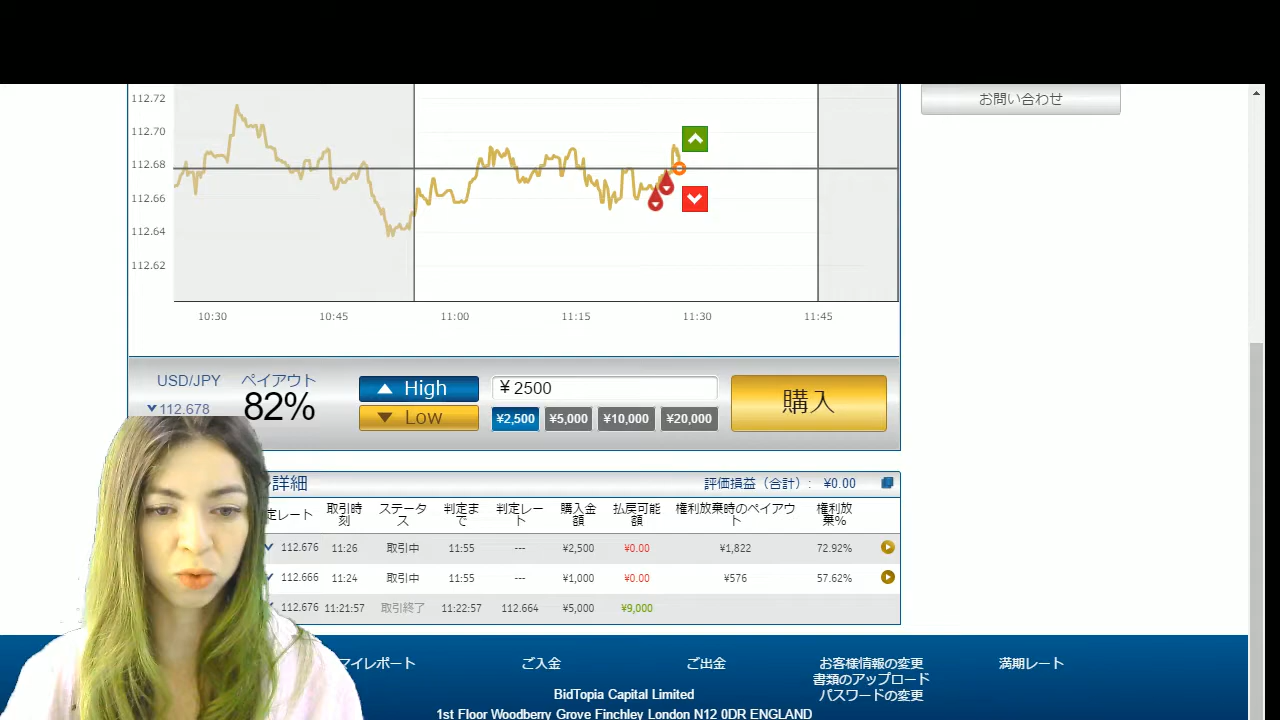 お問い合わせ
112.72
112.70
112.68
112.66
112.64
112.62
10:30 10:45 11:00 11:15 11:30 11:45
USD/JPY ペイアウト
112.678 82%
High
Low
¥ 2500
¥2,500 ¥5,000 ¥10,000 ¥20,000
購入
詳細 評価損益（合計）： ¥0.00
定レート 取引時刻 ステータス 判定まで 判定レート 購入金額 払戻可能額 権利放棄時のペイアウト 権利放棄%
112.676 11:26 取引中 11:55 --- ¥2,500 ¥0.00 ¥1,822 72.92%
112.666 11:24 取引中 11:55 --- ¥1,000 ¥0.00 ¥576 57.62%
112.676 11:21:57 取引終了 11:22:57 112.664 ¥5,000 ¥9,000
マイレポート ご入金 ご出金 お客様情報の変更 満期レート
書類のアップロード
パスワードの変更
BidTopia Capital Limited
1st Floor Woodberry Grove Finchley London N12 0DR ENGLAND